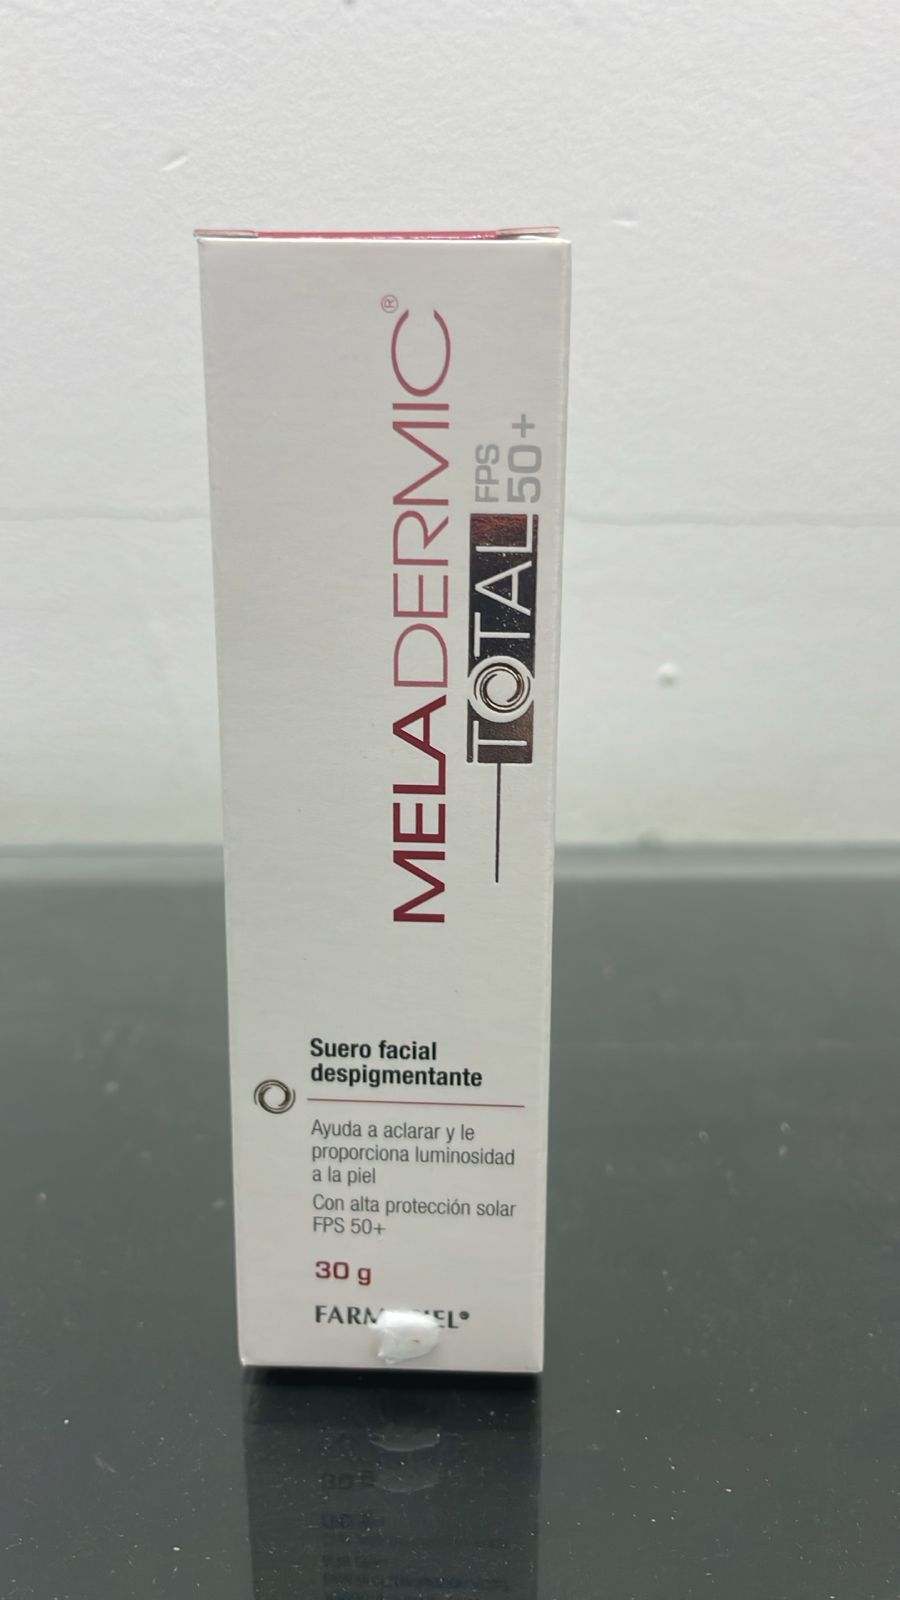 MELADERMIC®
TOTAL FPS 50+
Suero facial
despigmentante
Ayuda a aclarar y le
proporciona luminosidad
a la piel
Con alta protección solar
FPS 50+
30 g